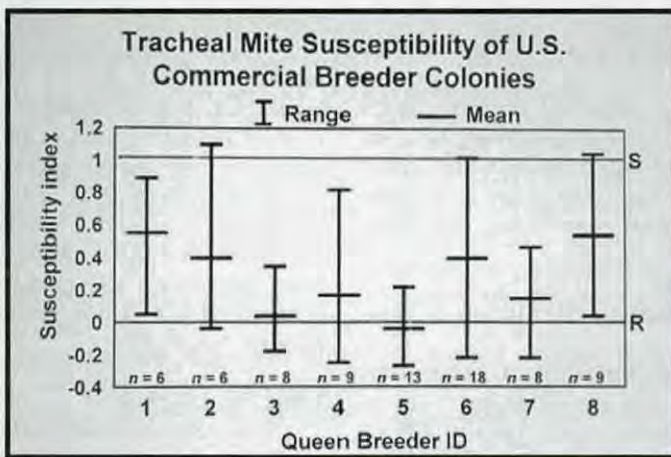 Tracheal Mite Susceptibility of U.S.
Commercial Breeder Colonies
Range Mean
Susceptibility index
1.2
1
0.8
0.6
0.4
0.2
0
-0.2
-0.4
S
R
n = 6 n = 6 n = 8 n = 9 n = 13 n = 18 n = 8 n = 9
1 2 3 4 5 6 7 8
Queen Breeder ID